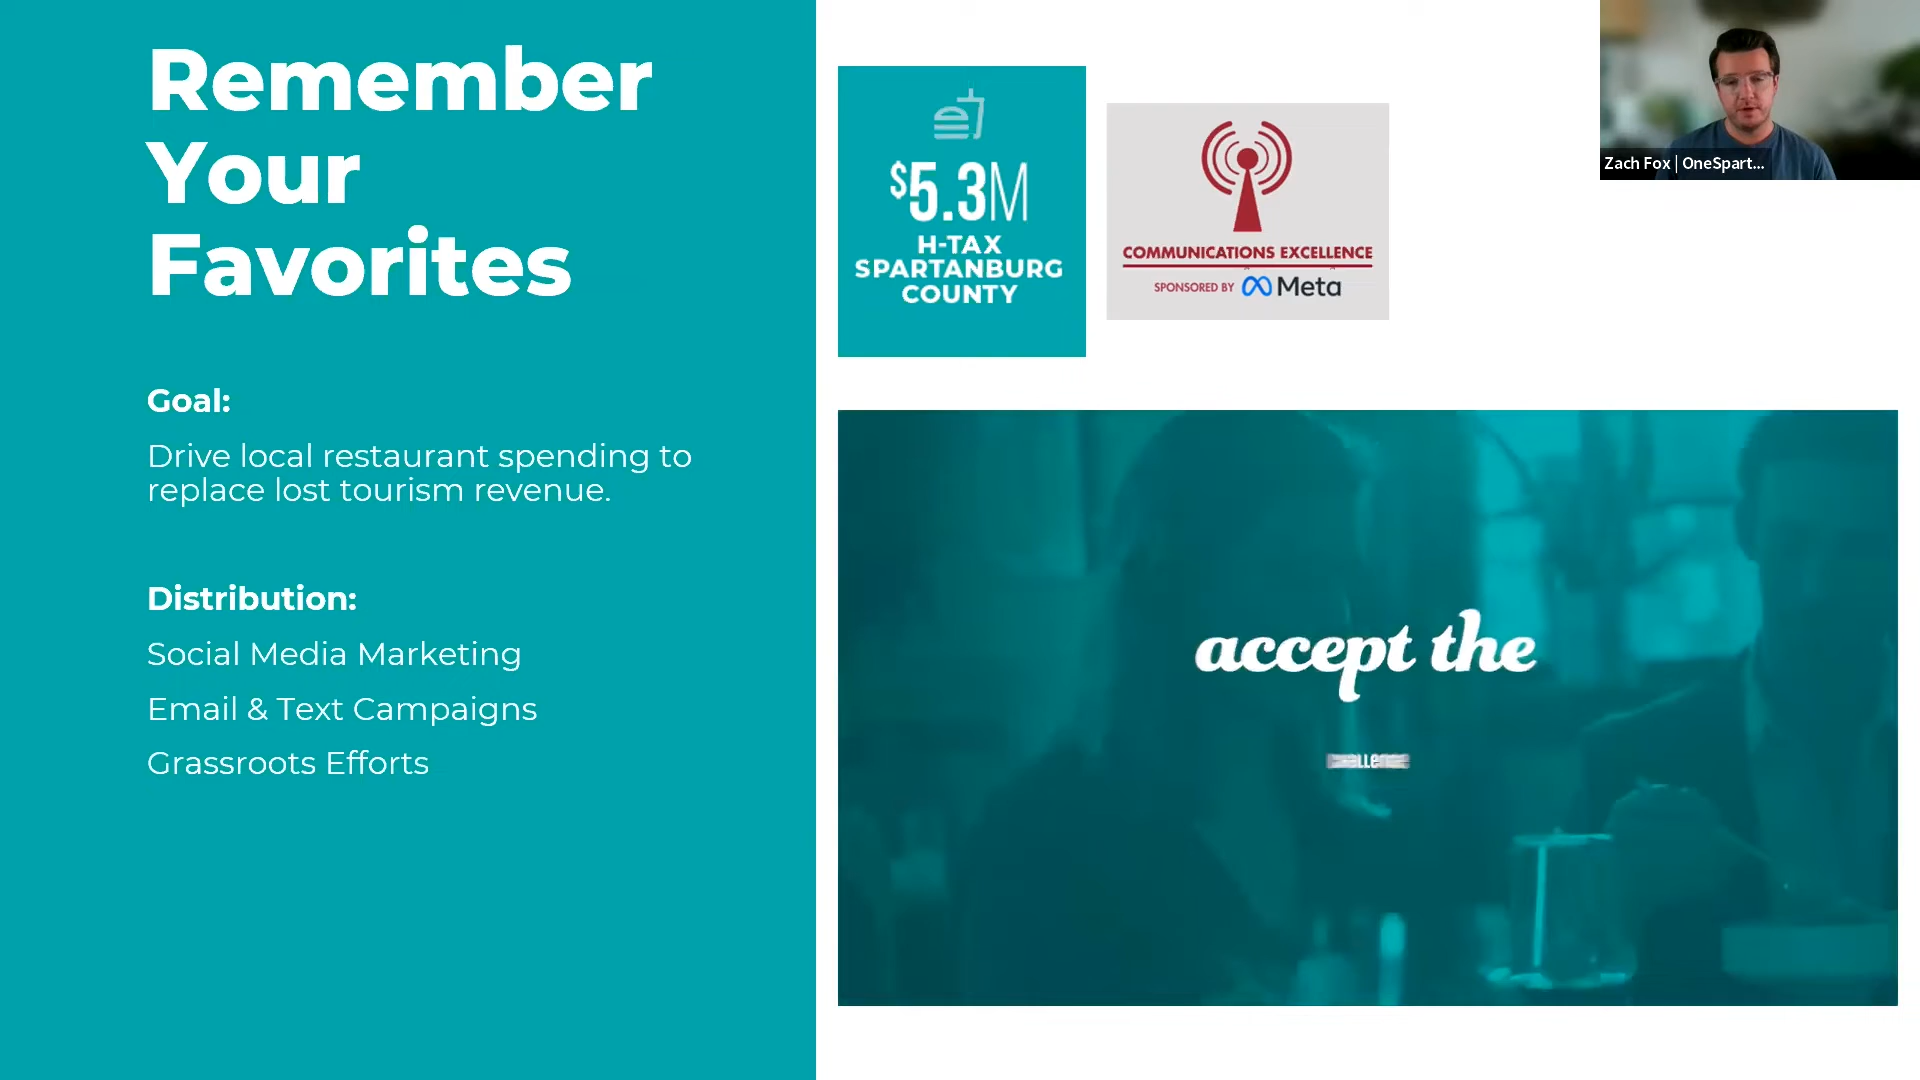 Remember
Your
Favorites
Goal:
Drive local restaurant spending to
replace lost tourism revenue.
Distribution:
Social Media Marketing
Email & Text Campaigns
Grassroots Efforts
$5.3M
H-TAX
SPARTANBURG
COUNTY
COMMUNICATIONS EXCELLENCE
SPONSORED BY Meta
Zach Fox | OneSpart...
accept the